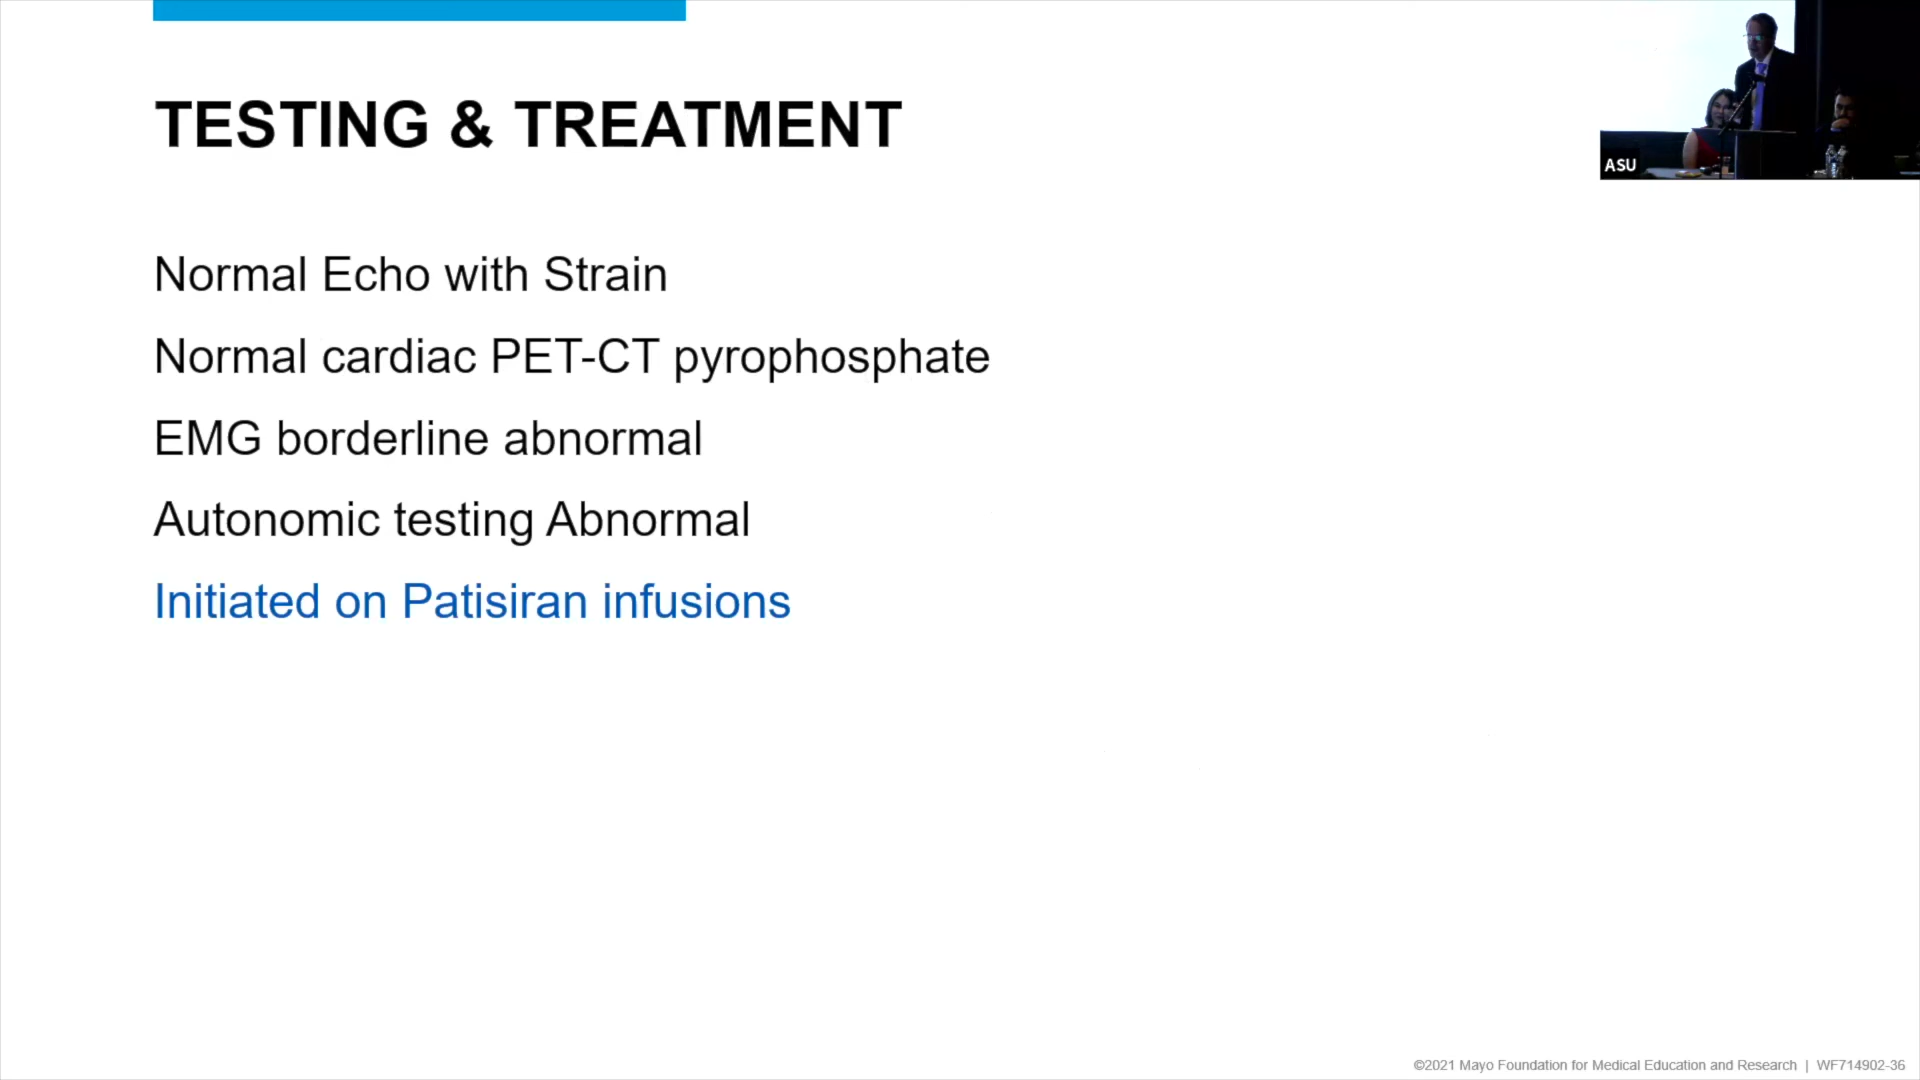 TESTING & TREATMENT
ASU
Normal Echo with Strain
Normal cardiac PET-CT pyrophosphate
EMG borderline abnormal
Autonomic testing Abnormal
Initiated on Patisiran infusions
©2021 Mayo Foundation for Medical Education and Research | WF714902-36